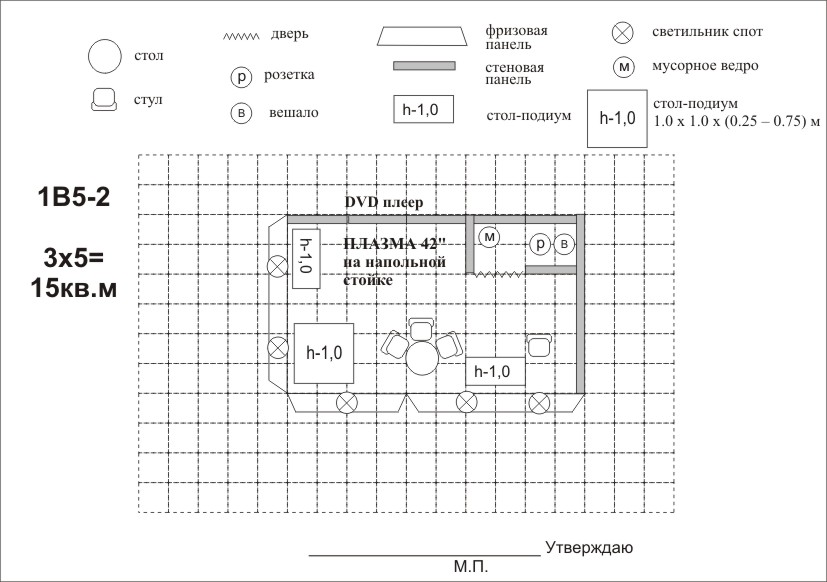 стол
стул
дверь
р розетка
в вешало
фризовая
панель
стеновая
панель
h-1,0 стол-подиум
светильник спот
м мусорное ведро
h-1,0
стол-подиум
1.0 х 1.0 х (0.25 – 0.75) м
1В5-2
3х5=
15кв.м
DVD плеер
h-1,0
ПЛАЗМА 42"
на напольной
стойке
м
р
в
h-1,0
h-1,0
Утверждаю
М.П.